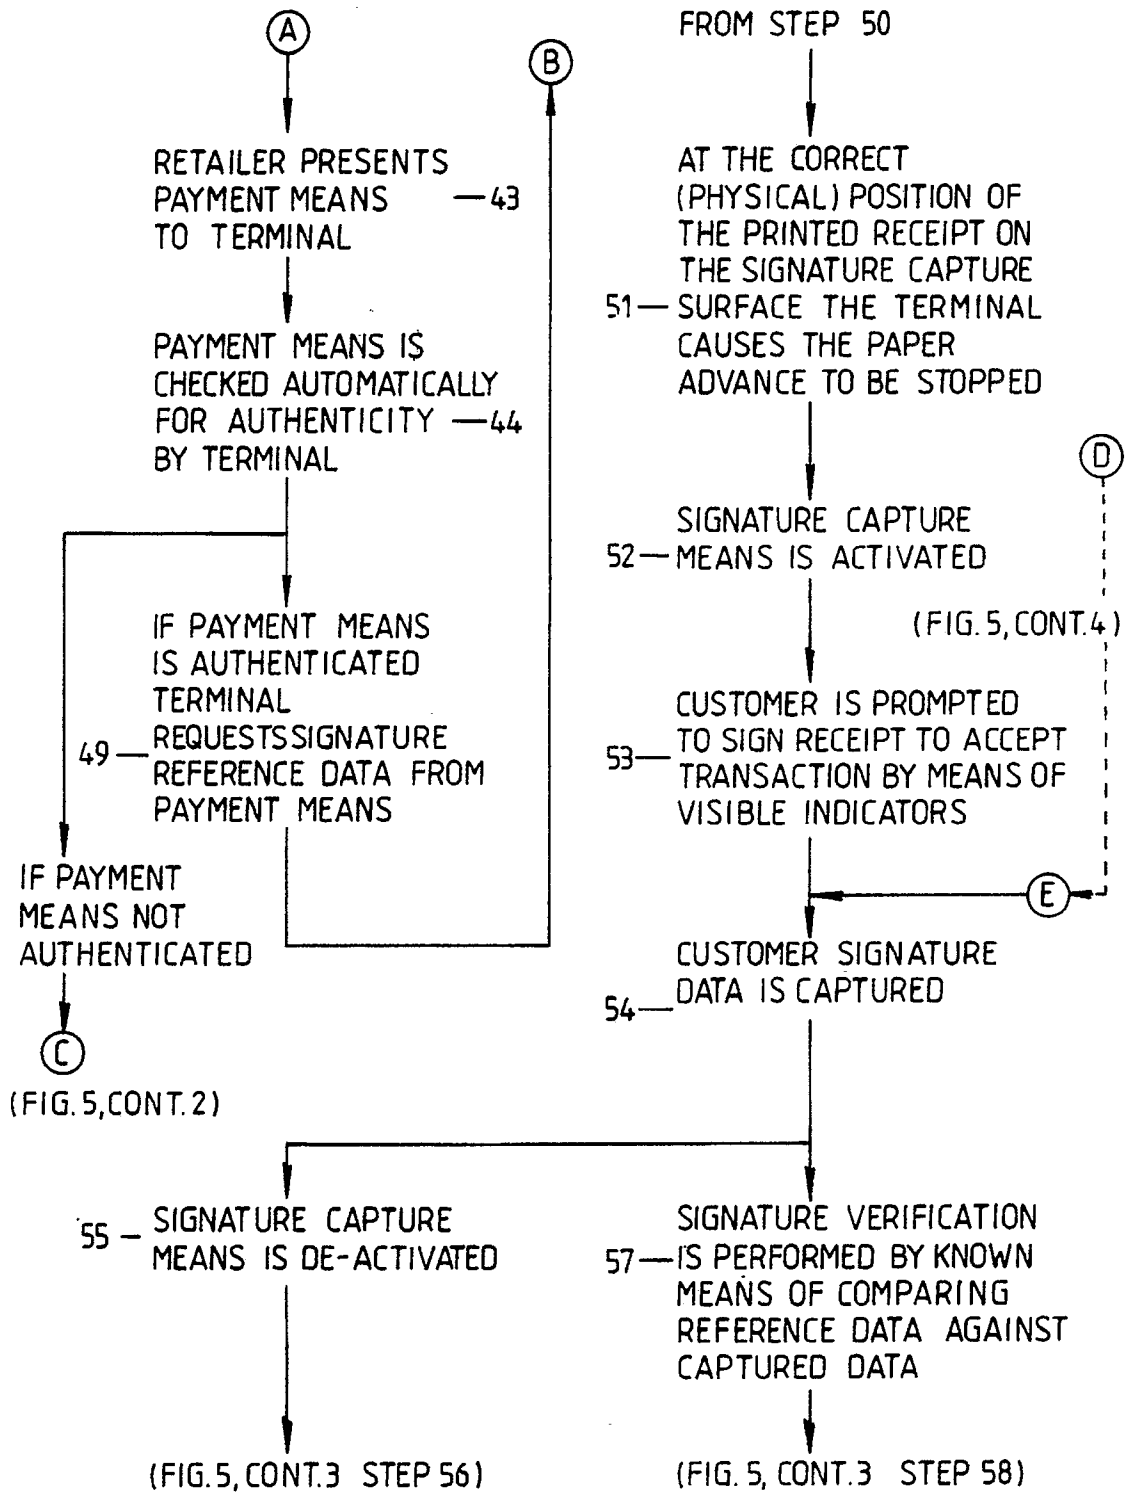 A
RETAILER PRESENTS
PAYMENT MEANS —43
TO TERMINAL
PAYMENT MEANS IS
CHECKED AUTOMATICALLY
FOR AUTHENTICITY —44
BY TERMINAL
IF PAYMENT MEANS
IS AUTHENTICATED
TERMINAL
49— REQUESTS SIGNATURE
REFERENCE DATA FROM
PAYMENT MEANS
B
IF PAYMENT
MEANS NOT
AUTHENTICATED
C
(FIG. 5, CONT. 2)
FROM STEP 50
AT THE CORRECT
(PHYSICAL) POSITION OF
THE PRINTED RECEIPT ON
THE SIGNATURE CAPTURE
51— SURFACE THE TERMINAL
CAUSES THE PAPER
ADVANCE TO BE STOPPED
D
SIGNATURE CAPTURE
52— MEANS IS ACTIVATED
(FIG. 5, CONT. 4)
CUSTOMER IS PROMPTED
53— TO SIGN RECEIPT TO ACCEPT
TRANSACTION BY MEANS OF
VISIBLE INDICATORS
E
CUSTOMER SIGNATURE
54— DATA IS CAPTURED
55— SIGNATURE CAPTURE
MEANS IS DE-ACTIVATED
(FIG. 5, CONT. 3 STEP 56)
SIGNATURE VERIFICATION
57— IS PERFORMED BY KNOWN
MEANS OF COMPARING
REFERENCE DATA AGAINST
CAPTURED DATA
(FIG. 5, CONT. 3 STEP 58)